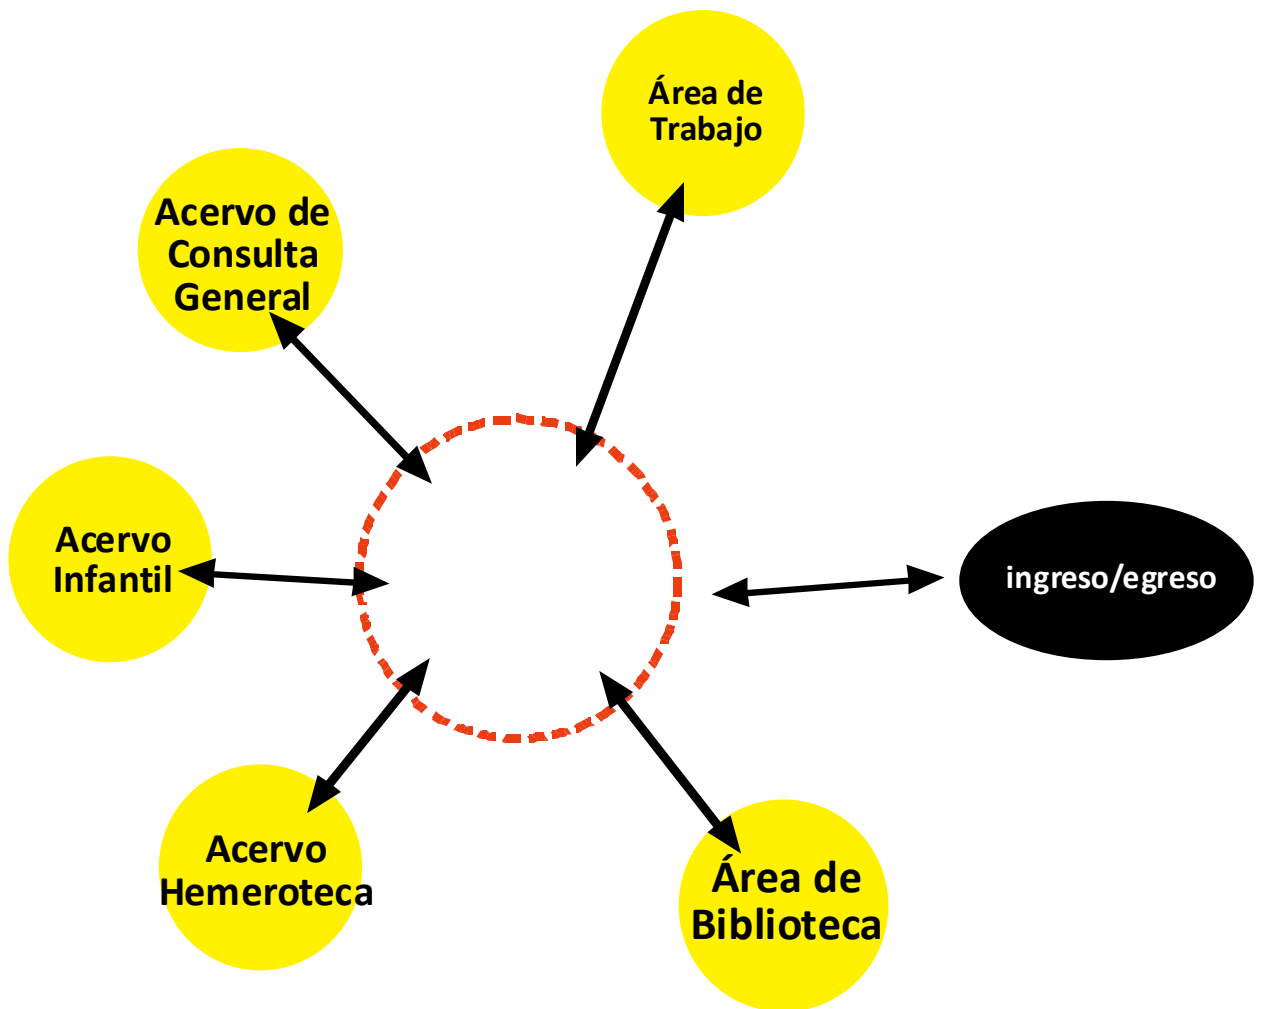 Área de
Trabajo
Acervo de
Consulta
General
Acervo
Infantil
ingreso/egreso
Acervo
Hemeroteca
Área de
Biblioteca